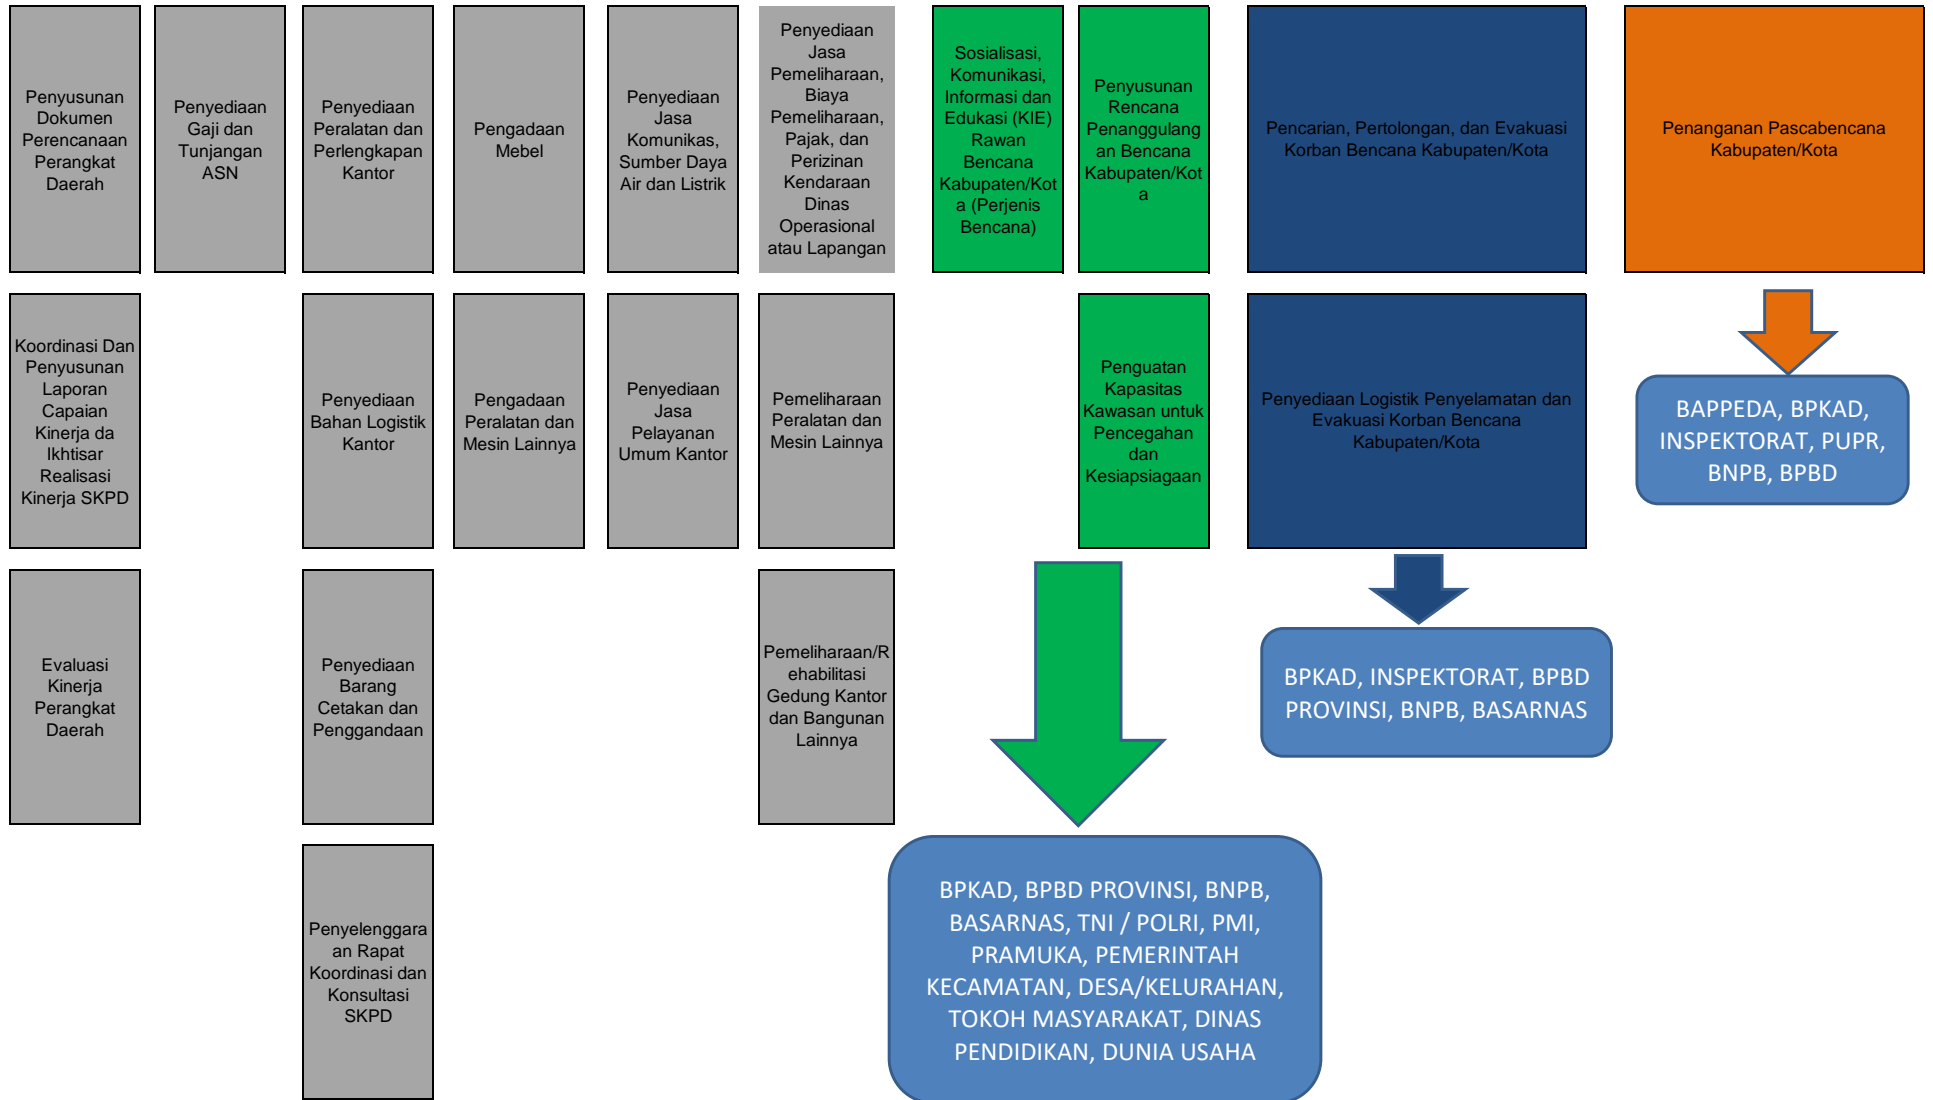 Penyusunan
Dokumen
Perencanaan
Perangkat
Daerah
Penyediaan
Gaji dan
Tunjangan
ASN
Penyediaan
Peralatan dan
Perlengkapan
Kantor
Pengadaan
Mebel
Penyediaan
Jasa
Komunikas,
Sumber Daya
Air dan Listrik
Penyediaan
Jasa
Pemeliharaan,
Biaya
Pemeliharaan,
Pajak, dan
Perizinan
Kendaraan
Dinas
Operasional
atau Lapangan
Sosialisasi,
Komunikasi,
Informasi dan
Edukasi (KIE)
Rawan
Bencana
Kabupaten/Kot
a (Perjenis
Bencana)
Penyusunan
Rencana
Penanggulang
an Bencana
Kabupaten/Kot
a
Pencarian, Pertolongan, dan Evakuasi
Korban Bencana Kabupaten/Kota
Penanganan Pascabencana
Kabupaten/Kota
Koordinasi Dan
Penyusunan
Laporan
Capaian
Kinerja da
Ikhtisar
Realisasi
Kinerja SKPD
Penyediaan
Bahan Logistik
Kantor
Pengadaan
Peralatan dan
Mesin Lainnya
Penyediaan
Jasa
Pelayanan
Umum Kantor
Pemeliharaan
Peralatan dan
Mesin Lainnya
Penguatan
Kapasitas
Kawasan untuk
Pencegahan
dan
Kesiapsiagaan
Penyediaan Logistik Penyelamatan dan
Evakuasi Korban Bencana
Kabupaten/Kota
BAPPEDA, BPKAD,
INSPEKTORAT, PUPR,
BNPB, BPBD
Evaluasi
Kinerja
Perangkat
Daerah
Penyediaan
Barang
Cetakan dan
Penggandaan
Pemeliharaan/R
ehabilitasi
Gedung Kantor
dan Bangunan
Lainnya
BPKAD, INSPEKTORAT, BPBD
PROVINSI, BNPB, BASARNAS
Penyelenggara
an Rapat
Koordinasi dan
Konsultasi
SKPD
BPKAD, BPBD PROVINSI, BNPB,
BASARNAS, TNI / POLRI, PMI,
PRAMUKA, PEMERINTAH
KECAMATAN, DESA/KELURAHAN,
TOKOH MASYARAKAT, DINAS
PENDIDIKAN, DUNIA USAHA